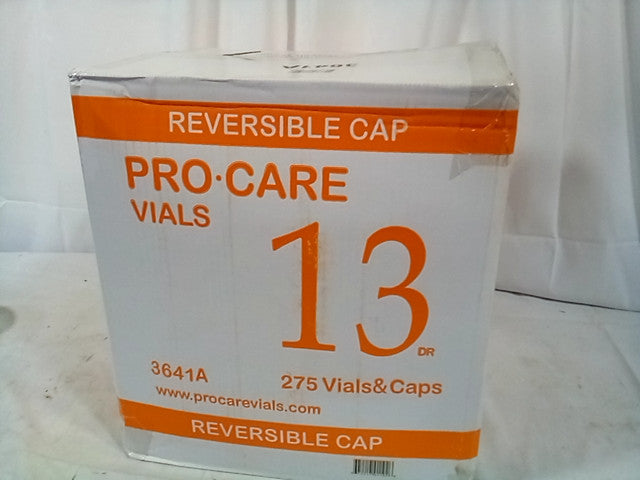 REVERSIBLE CAP
PRO·CARE
VIALS
13 DR
3641A
275 Vials&Caps
www.procarevials.com
REVERSIBLE CAP